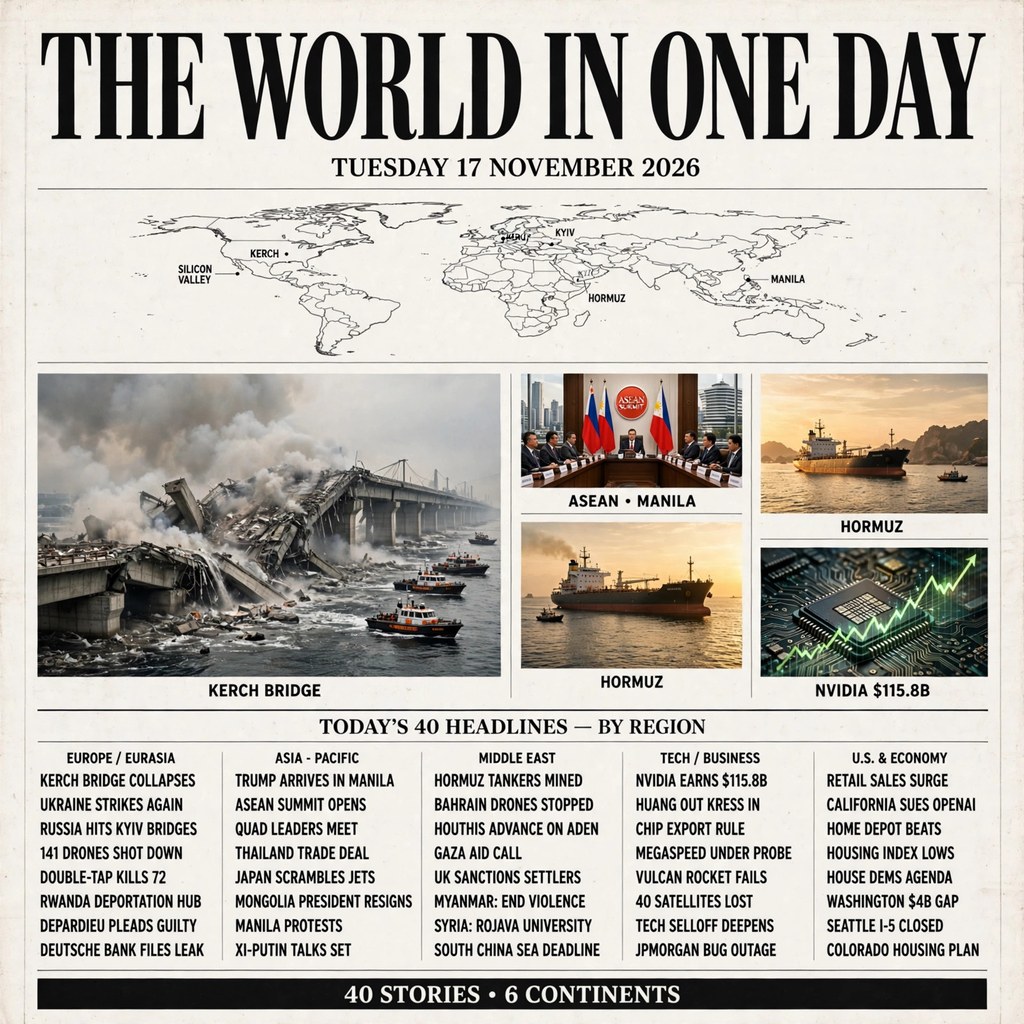 THE WORLD IN ONE DAY
TUESDAY 17 NOVEMBER 2026
KYIV
KERCH
SILICON
VALLEY
MANILA
HORMUZ
ASEAN
SUMMIT
ASEAN • MANILA
HORMUZ
HORMUZ
KERCH BRIDGE
NVIDIA $115.8B
TODAY'S 40 HEADLINES — BY REGION
EUROPE / EURASIA
KERCH BRIDGE COLLAPSES
UKRAINE STRIKES AGAIN
RUSSIA HITS KYIV BRIDGES
141 DRONES SHOT DOWN
DOUBLE-TAP KILLS 72
RWANDA DEPORTATION HUB
DEPARDIEU PLEADS GUILTY
DEUTSCHE BANK FILES LEAK
ASIA - PACIFIC
TRUMP ARRIVES IN MANILA
ASEAN SUMMIT OPENS
QUAD LEADERS MEET
THAILAND TRADE DEAL
JAPAN SCRAMBLES JETS
MONGOLIA PRESIDENT RESIGNS
MANILA PROTESTS
XI-PUTIN TALKS SET
MIDDLE EAST
HORMUZ TANKERS MINED
BAHRAIN DRONES STOPPED
HOUTHIS ADVANCE ON ADEN
GAZA AID CALL
UK SANCTIONS SETTLERS
MYANMAR: END VIOLENCE
SYRIA: ROJAVA UNIVERSITY
SOUTH CHINA SEA DEADLINE
TECH / BUSINESS
NVIDIA EARNS $115.8B
HUANG OUT KRESS IN
CHIP EXPORT RULE
MEGASPEED UNDER PROBE
VULCAN ROCKET FAILS
40 SATELLITES LOST
TECH SELLOFF DEEPENS
JPMORGAN BUG OUTAGE
U.S. & ECONOMY
RETAIL SALES SURGE
CALIFORNIA SUES OPENAI
HOME DEPOT BEATS
HOUSING INDEX LOWS
HOUSE DEMS AGENDA
WASHINGTON $4B GAP
SEATTLE I-5 CLOSED
COLORADO HOUSING PLAN
40 STORIES • 6 CONTINENTS